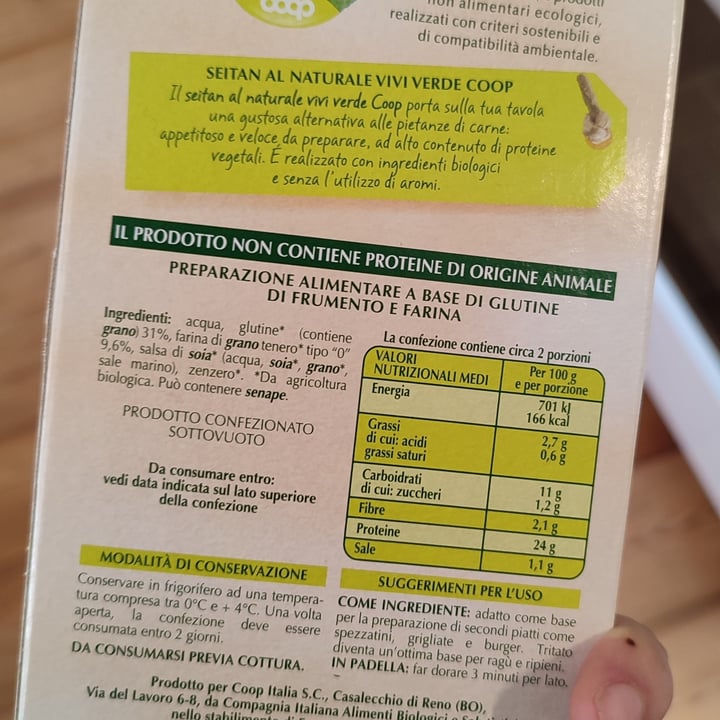 coop
non alimentari ecologici,
realizzati con criteri sostenibili e
di compatibilità ambientale.
SEITAN AL NATURALE VIVI VERDE COOP
Il seitan al naturale vivi verde Coop porta sulla tua tavola
una gustosa alternativa alle pietanze di carne:
appetitoso e veloce da preparare, ad alto contenuto di proteine
vegetali. È realizzato con ingredienti biologici
e senza l'utilizzo di aromi.
IL PRODOTTO NON CONTIENE PROTEINE DI ORIGINE ANIMALE
PREPARAZIONE ALIMENTARE A BASE DI GLUTINE
DI FRUMENTO E FARINA
Ingredienti: acqua, glutine* (contiene
grano) 31%, farina di grano tenero* tipo "0"
9,6%, salsa di soia* (acqua, soia*, grano*,
sale marino), zenzero*. *Da agricoltura
biologica. Può contenere senape.
PRODOTTO CONFEZIONATO
SOTTOVUOTO
Da consumare entro:
vedi data indicata sul lato superiore
della confezione
La confezione contiene circa 2 porzioni
VALORI
NUTRIZIONALI MEDI
Per 100 g
e per porzione
Energia
701 kJ
166 kcal
Grassi 2,7 g
di cui: acidi
grassi saturi 0,6 g
Carboidrati 11 g
di cui: zuccheri 1,2 g
Fibre 2,1 g
Proteine 24 g
Sale 1,1 g
MODALITÀ DI CONSERVAZIONE
Conservare in frigorifero ad una tempera-
tura compresa tra 0°C e + 4°C. Una volta
aperta, la confezione deve essere
consumata entro 2 giorni.
DA CONSUMARSI PREVIA COTTURA.
SUGGERIMENTI PER L'USO
COME INGREDIENTE: adatto come base
per la preparazione di secondi piatti come
spezzatini, grigliate e burger. Tritato
diventa un'ottima base per ragù e ripieni.
IN PADELLA: far dorare 3 minuti per lato.
Prodotto per Coop Italia S.C., Casalecchio di Reno (BO),
Via del Lavoro 6-8, da Compagnia Italiana Alimenti Biologici e
nello stabilimento